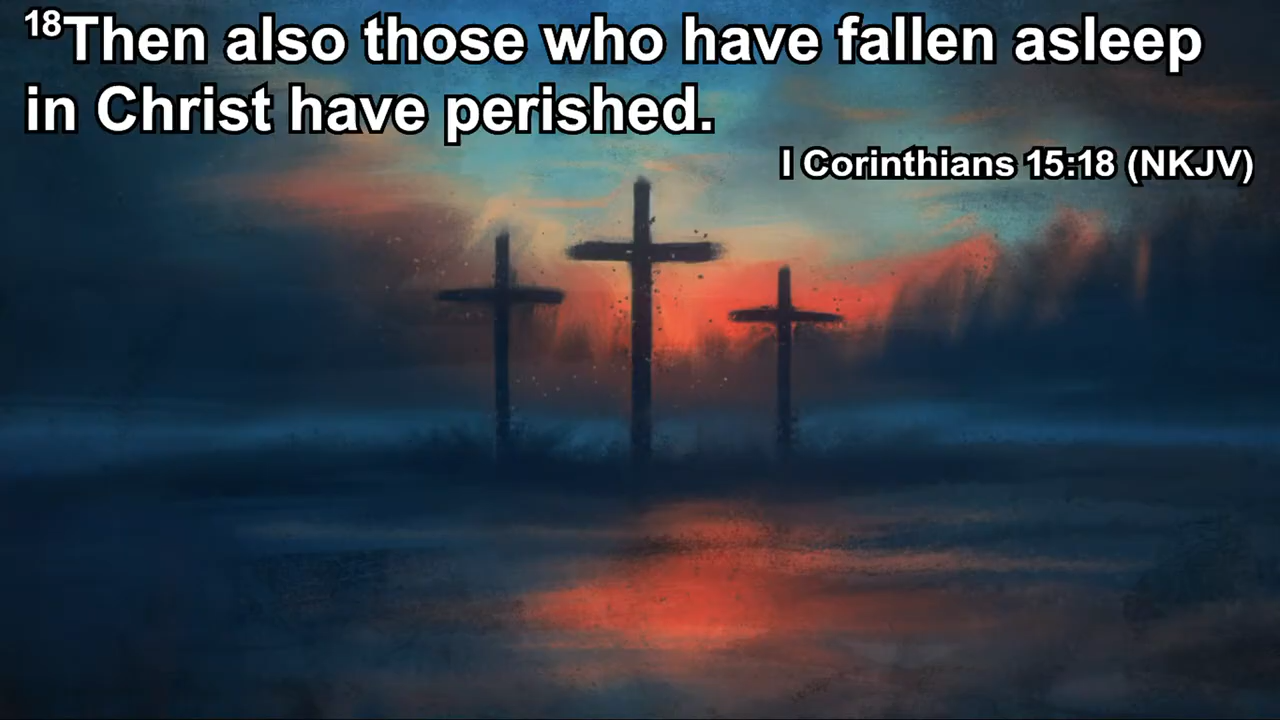 18Then also those who have fallen asleep
in Christ have perished.
I Corinthians 15:18 (NKJV)